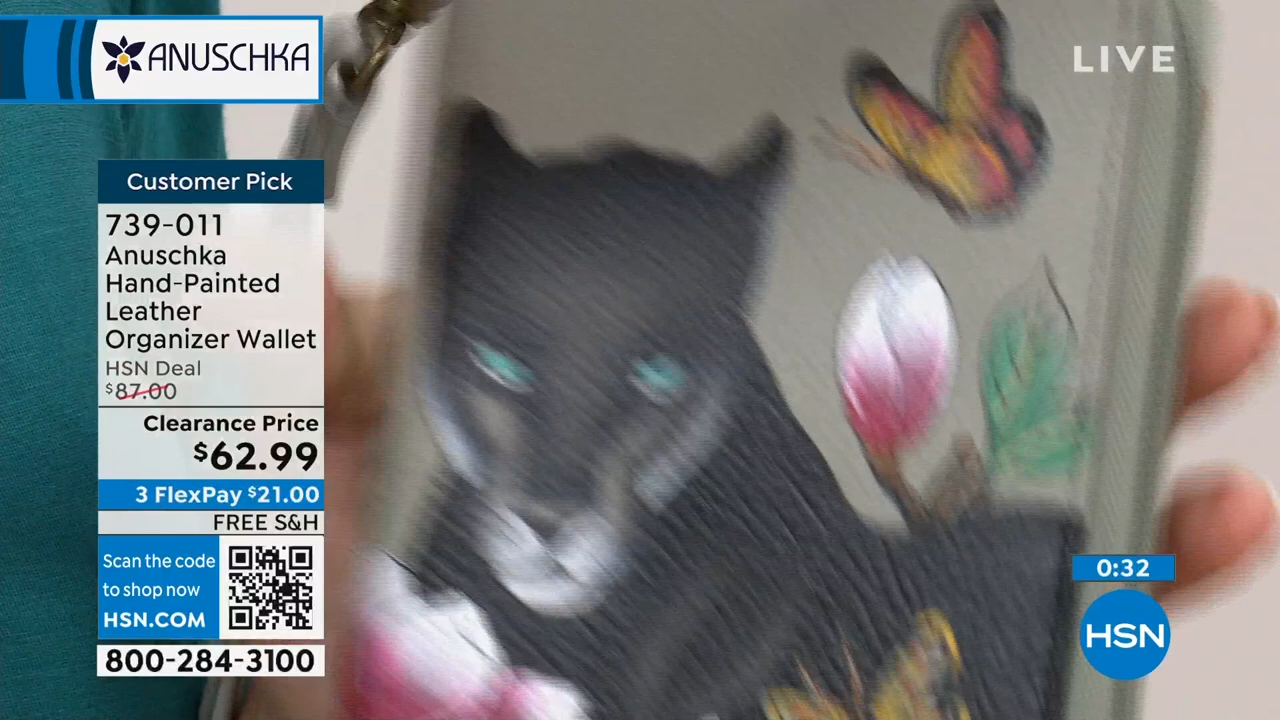 ANUSCHKA
LIVE
Customer Pick
739-011
Anuschka
Hand-Painted
Leather
Organizer Wallet
HSN Deal
$87.00
Clearance Price
$62.99
3 FlexPay $21.00
FREE S&H
Scan the code
to shop now
HSN.COM
800-284-3100
0:32
HSN